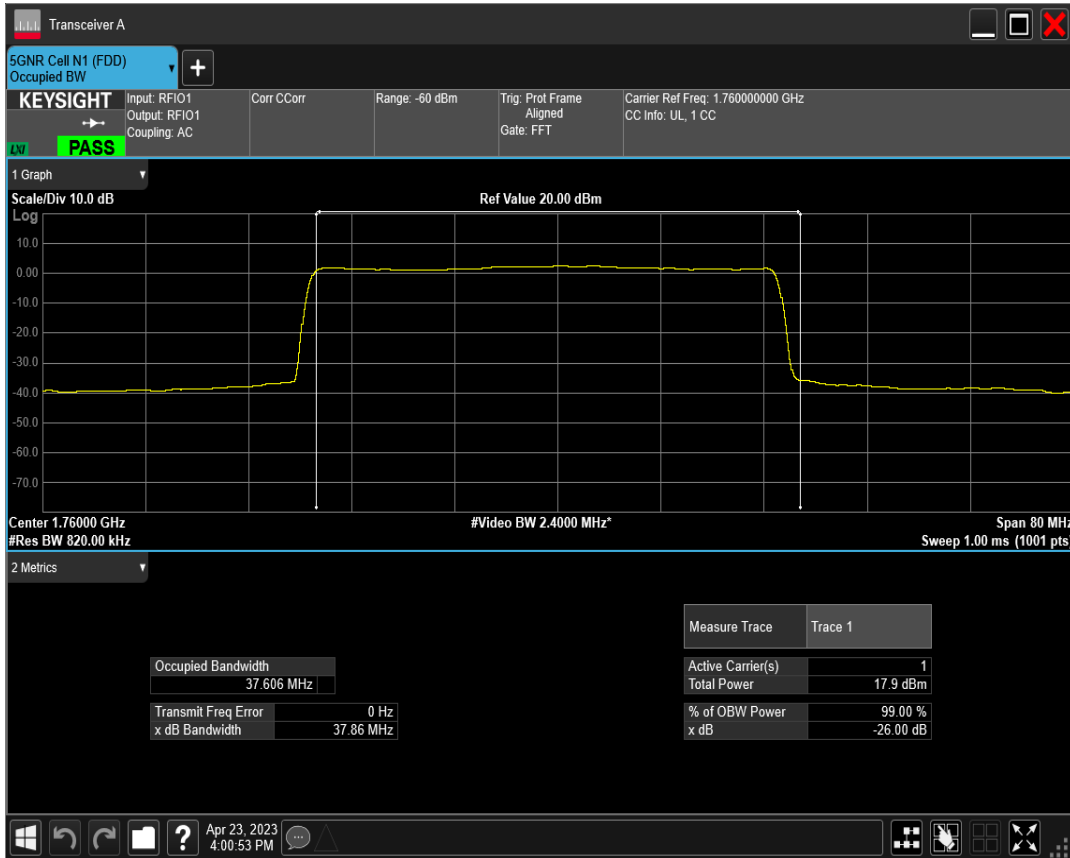 Transceiver A
5GNR Cell N1 (FDD)
Occupied BW
+
KEYSIGHT
LXI
PASS
Input: RFIO1
Output: RFIO1
Coupling: AC
Corr CCorr
Range: -60 dBm
Trig: Prot Frame
Aligned
Gate: FFT
Carrier Ref Freq: 1.760000000 GHz
CC Info: UL, 1 CC
1 Graph
Scale/Div 10.0 dB
Ref Value 20.00 dBm
Log
10.0
0.00
-10.0
-20.0
-30.0
-40.0
-50.0
-60.0
-70.0
Center 1.76000 GHz
#Video BW 2.4000 MHz*
Span 80 MHz
#Res BW 820.00 kHz
Sweep 1.00 ms (1001 pts)
2 Metrics
Measure Trace Trace 1
Occupied Bandwidth
37.606 MHz
Active Carrier(s) 1
Total Power 17.9 dBm
Transmit Freq Error 0 Hz
x dB Bandwidth 37.86 MHz
% of OBW Power 99.00 %
x dB -26.00 dB
?
Apr 23, 2023
4:00:53 PM